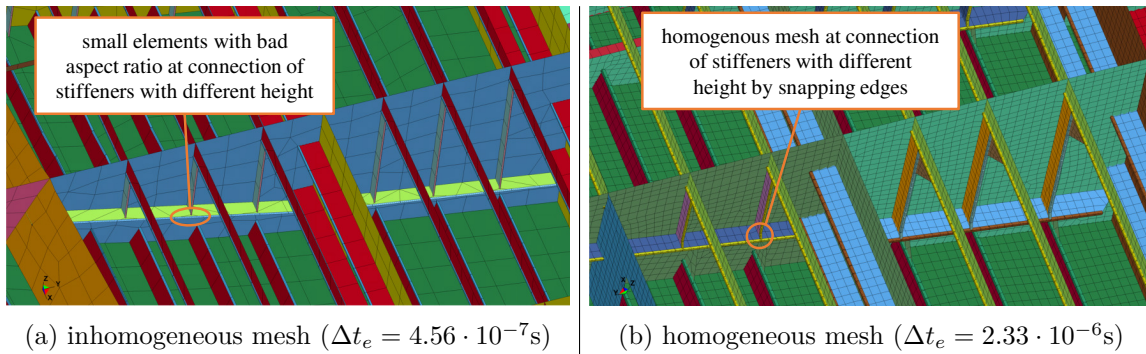 small elements with bad
aspect ratio at connection of
stiffeners with different height
Z
Y
X
(a) inhomogeneous mesh (Δt_e = 4.56 · 10⁻⁷s)
homogenous mesh at connection
of stiffeners with different
height by snapping edges
(b) homogeneous mesh (Δt_e = 2.33 · 10⁻⁶s)